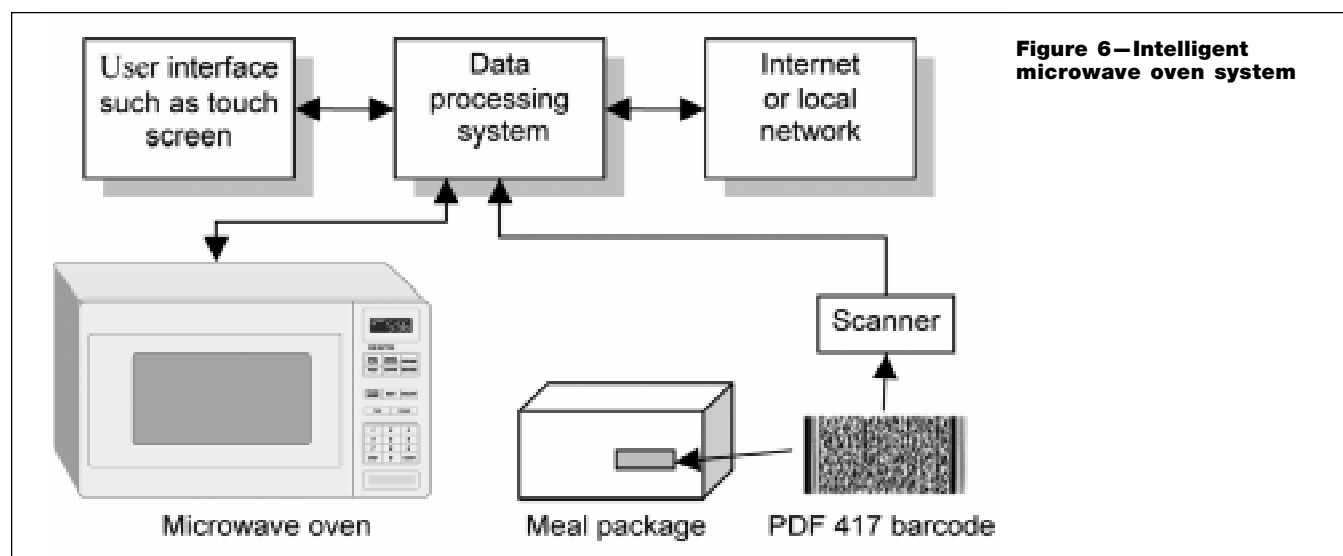 User interface
such as touch
screen
Data
processing
system
Internet
or local
network
Figure 6—Intelligent
microwave oven system
Scanner
Microwave oven
Meal package
PDF 417 barcode